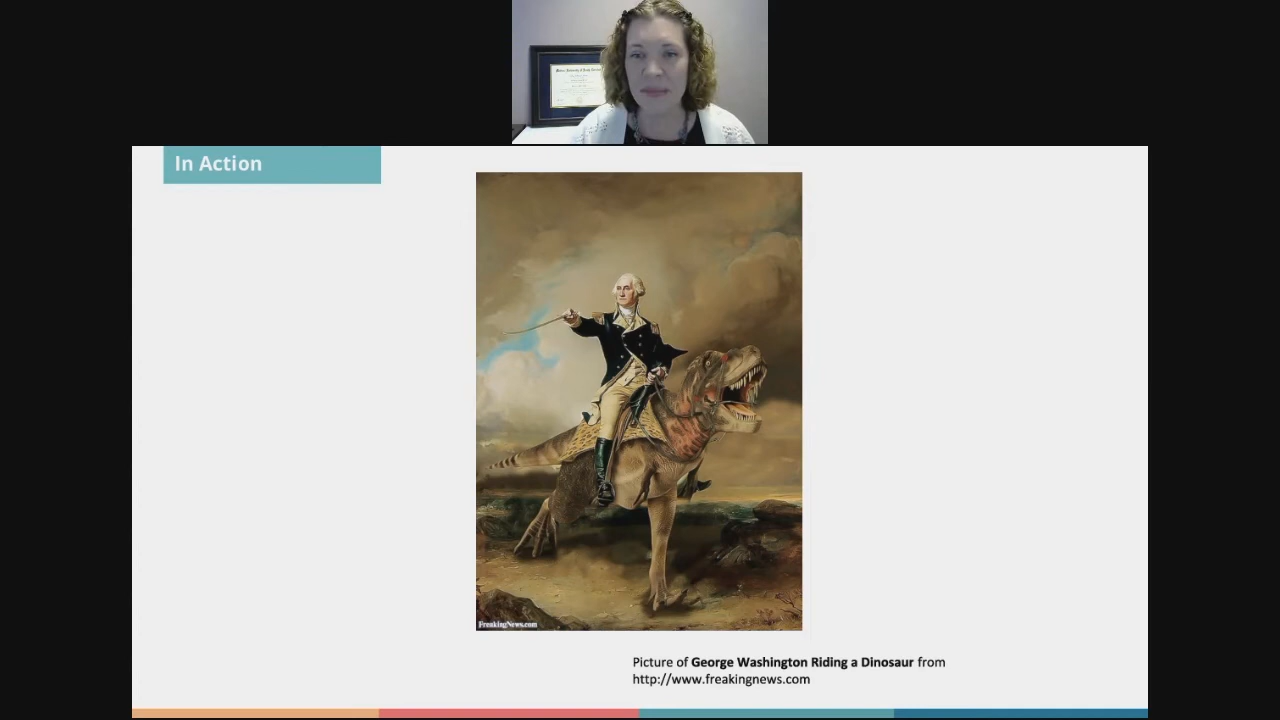 In Action
FreakingNews.com
Picture of George Washington Riding a Dinosaur from
http://www.freakingnews.com